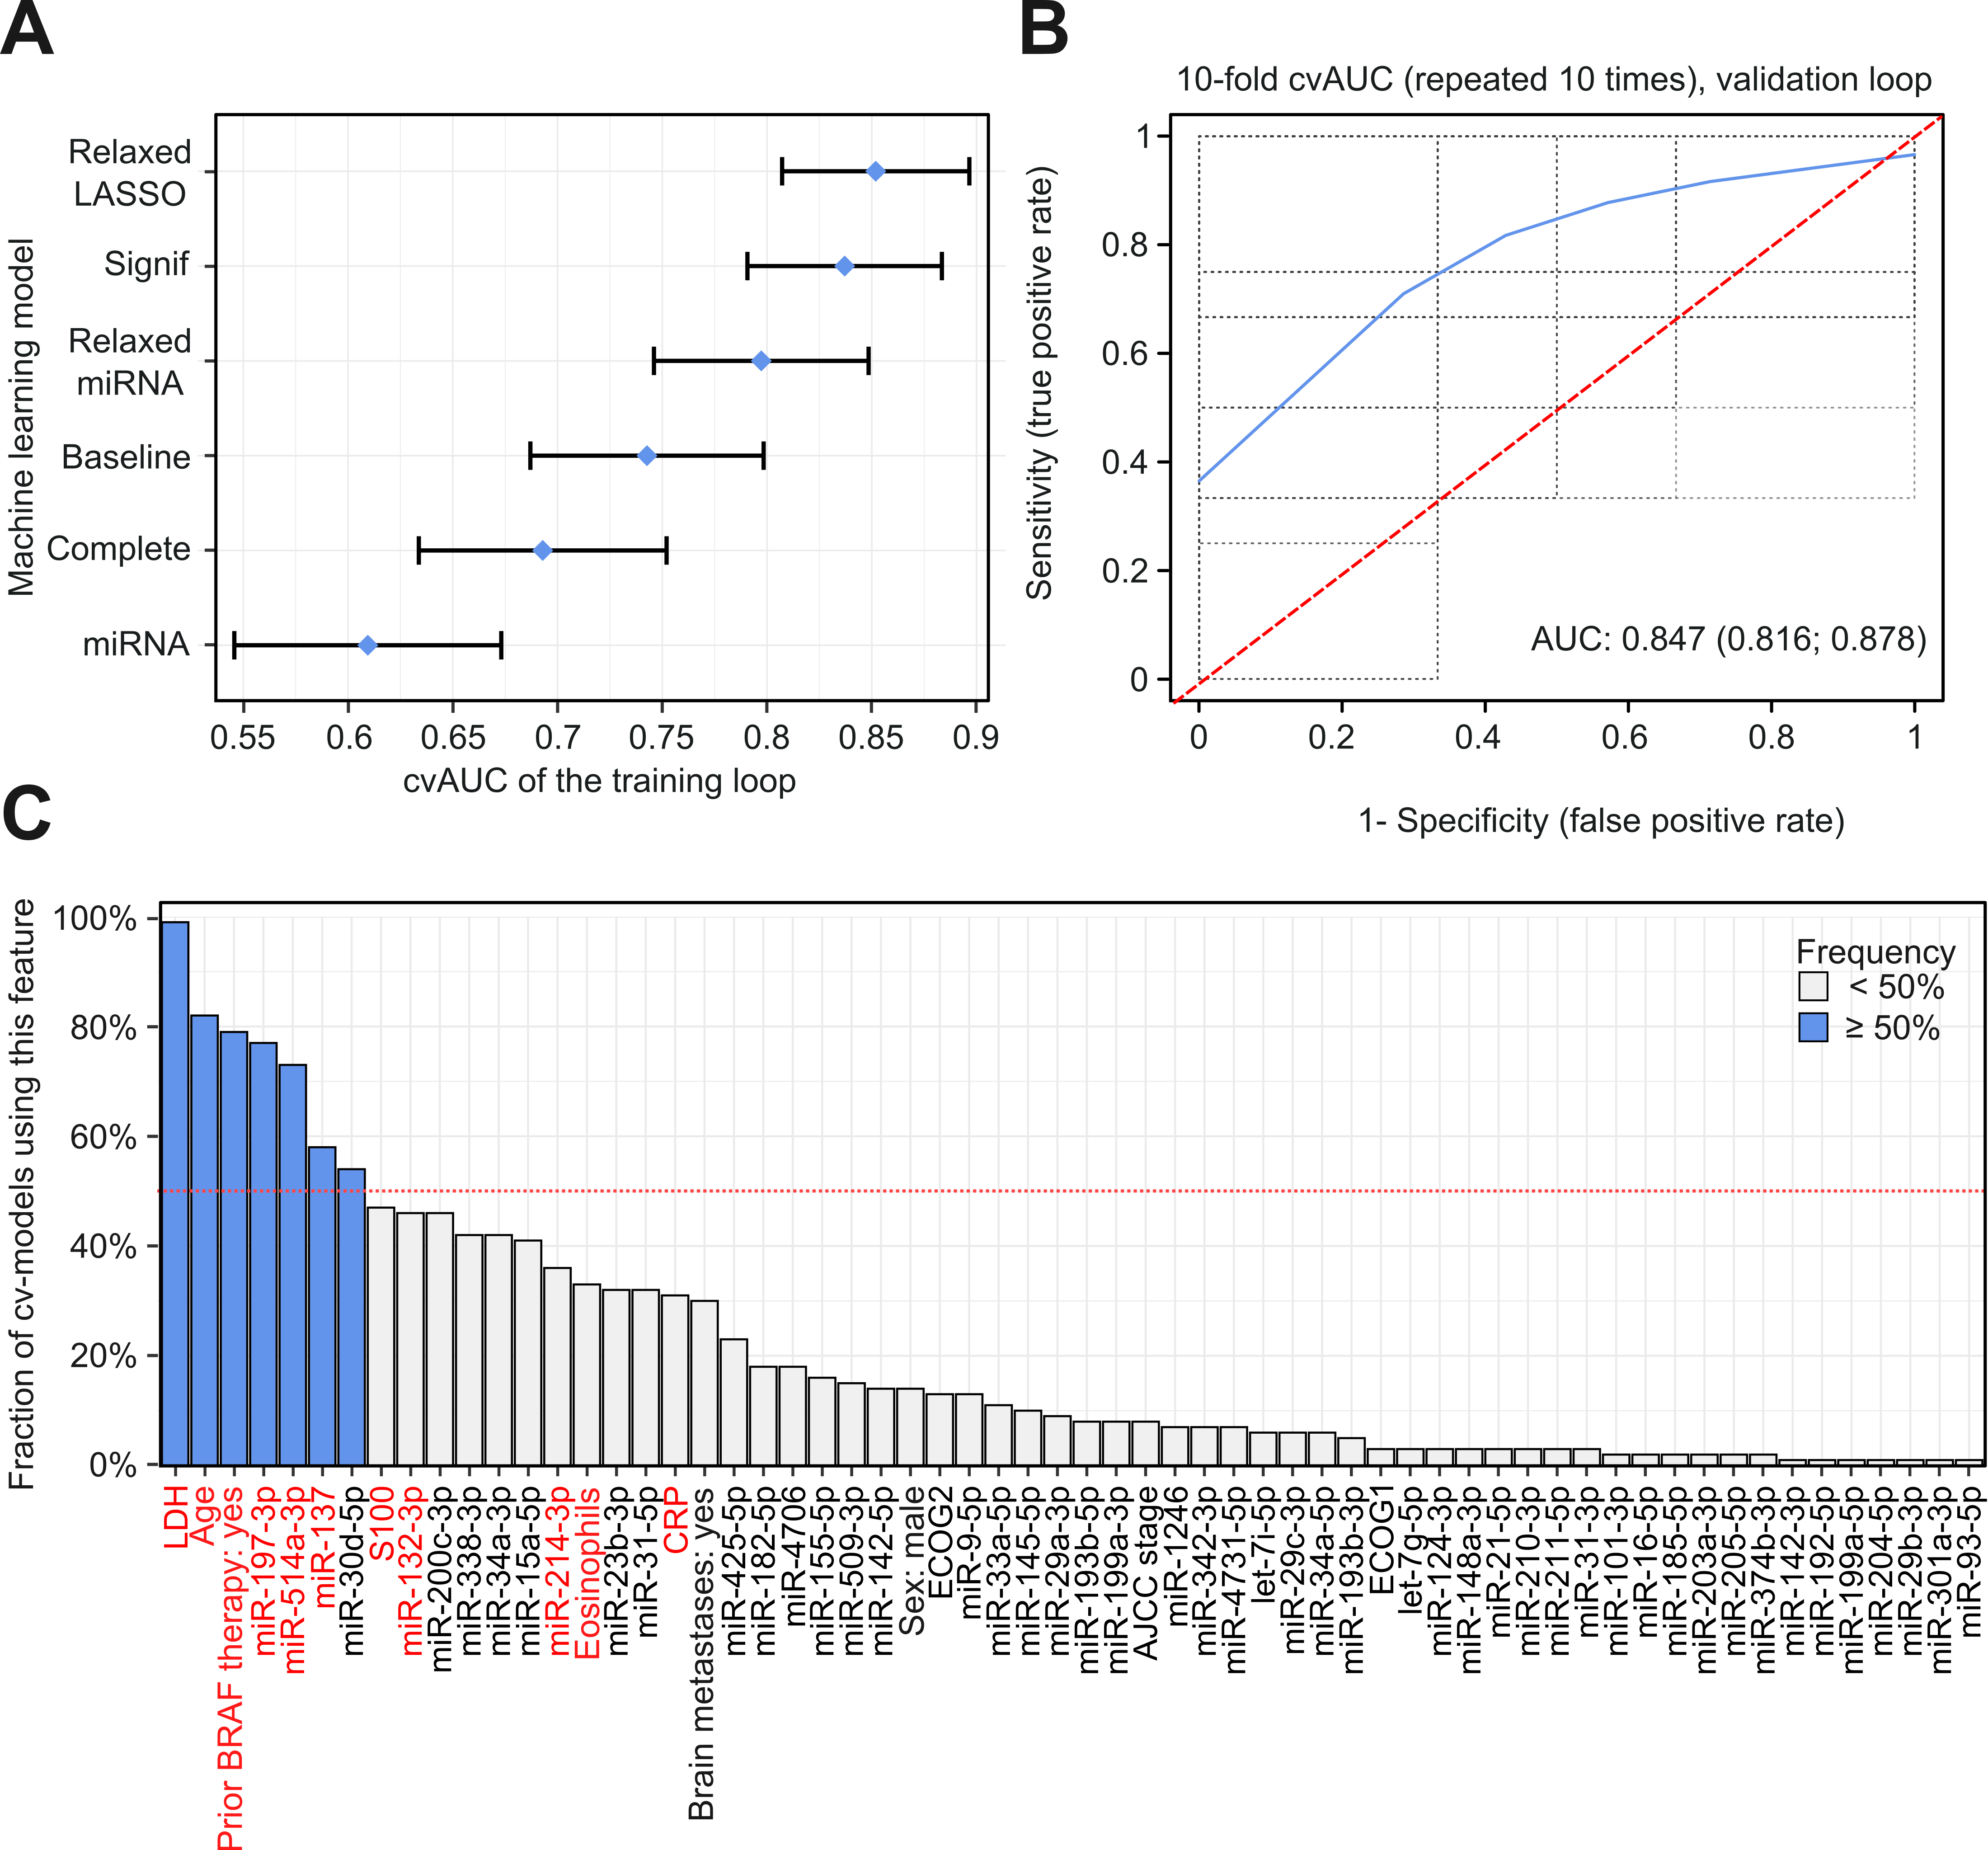 A
Machine learning model
Relaxed
LASSO
Signif
Relaxed
miRNA
Baseline
Complete
miRNA
0.55
0.6
0.65
0.7
0.75
0.8
0.85
0.9
cvAUC of the training loop
B
10-fold cvAUC (repeated 10 times), validation loop
Sensitivity (true positive rate)
1
0.8
0.6
0.4
0.2
0
AUC: 0.847 (0.816; 0.878)
0
0.2
0.4
0.6
0.8
1
1- Specificity (false positive rate)
C
Fraction of cv-models using this feature
100%
80%
60%
40%
20%
0%
Frequency
< 50%
≥ 50%
LDH
Age
Prior BRAF therapy: yes
miR-197-3p
miR-514a-3p
miR-137
miR-30d-5p
S100
miR-132-3p
miR-200c-3p
miR-338-3p
miR-34a-3p
miR-15a-5p
miR-214-3p
Eosinophils
miR-23b-3p
miR-31-5p
CRP
Brain metastases: yes
miR-425-5p
miR-182-5p
miR-4706
miR-155-5p
miR-509-3p
miR-142-5p
Sex: male
ECOG2
miR-9-5p
miR-33a-5p
miR-145-5p
miR-29a-3p
miR-193b-5p
miR-199a-3p
AJCC stage
miR-1246
miR-342-3p
miR-4731-5p
let-7i-5p
miR-29c-3p
miR-34a-5p
miR-193b-3p
ECOG1
let-7g-5p
miR-124-3p
miR-148a-3p
miR-21-5p
miR-210-3p
miR-211-5p
miR-31-3p
miR-101-3p
miR-16-5p
miR-185-5p
miR-203a-3p
miR-205-5p
miR-374b-3p
miR-142-3p
miR-192-5p
miR-199a-5p
miR-204-5p
miR-29b-3p
miR-301a-3p
miR-93-5p